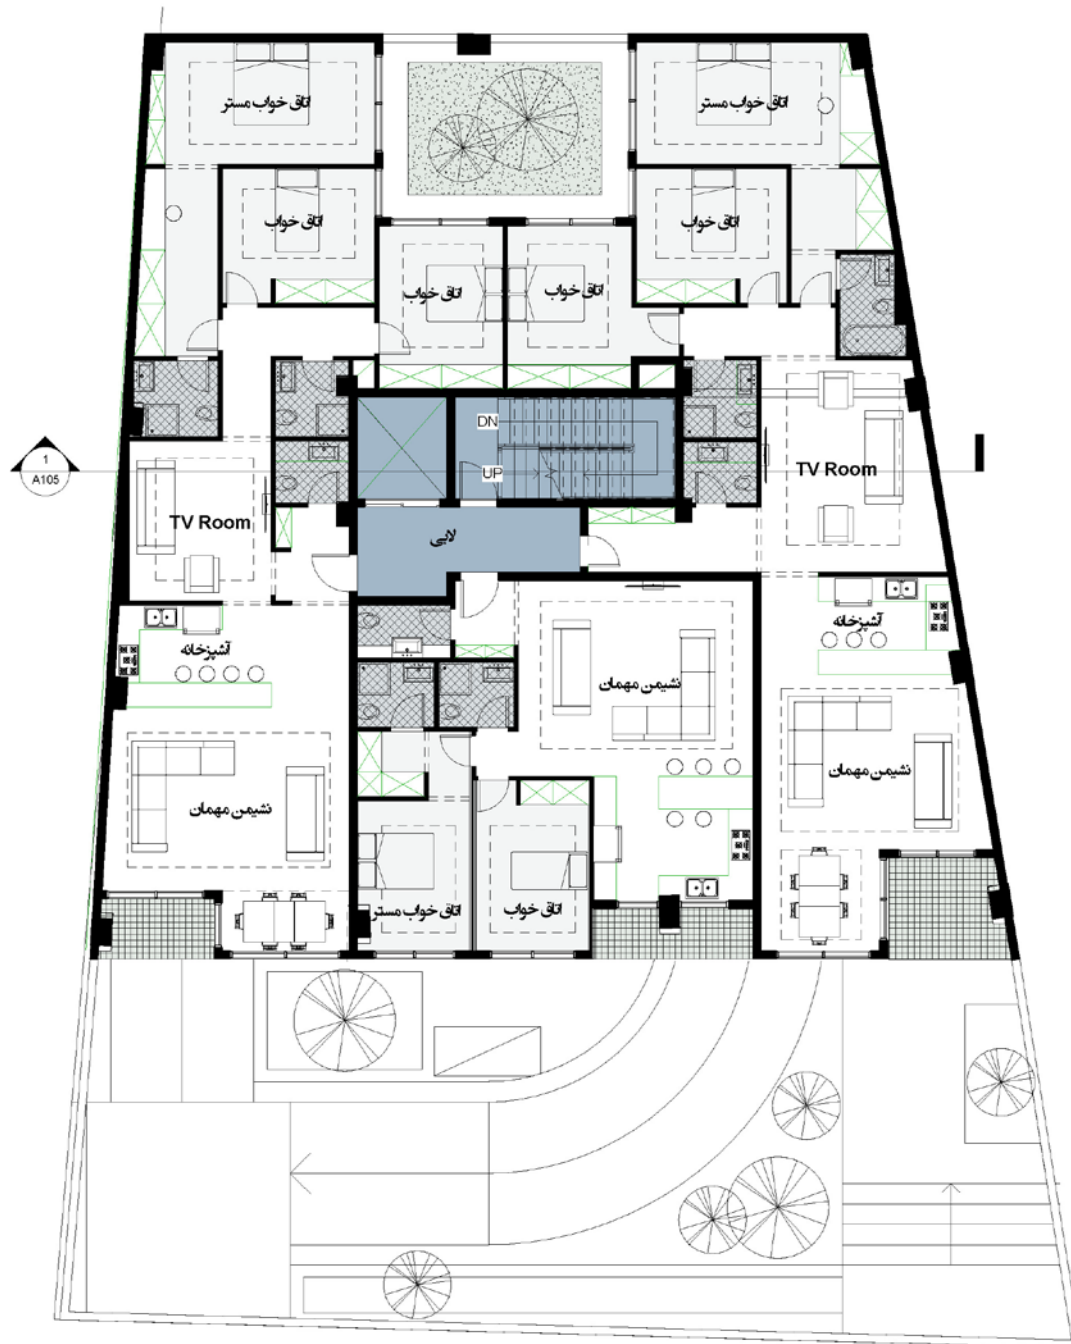 اتاق خواب مستر
اتاق خواب مستر
اتاق خواب
اتاق خواب
اتاق خواب
اتاق خواب
DN
UP
1
A105
TV Room
TV Room
لابی
آشپزخانه
آشپزخانه
نشیمن مهمان
نشیمن مهمان
نشیمن مهمان
اتاق خواب مستر
اتاق خواب